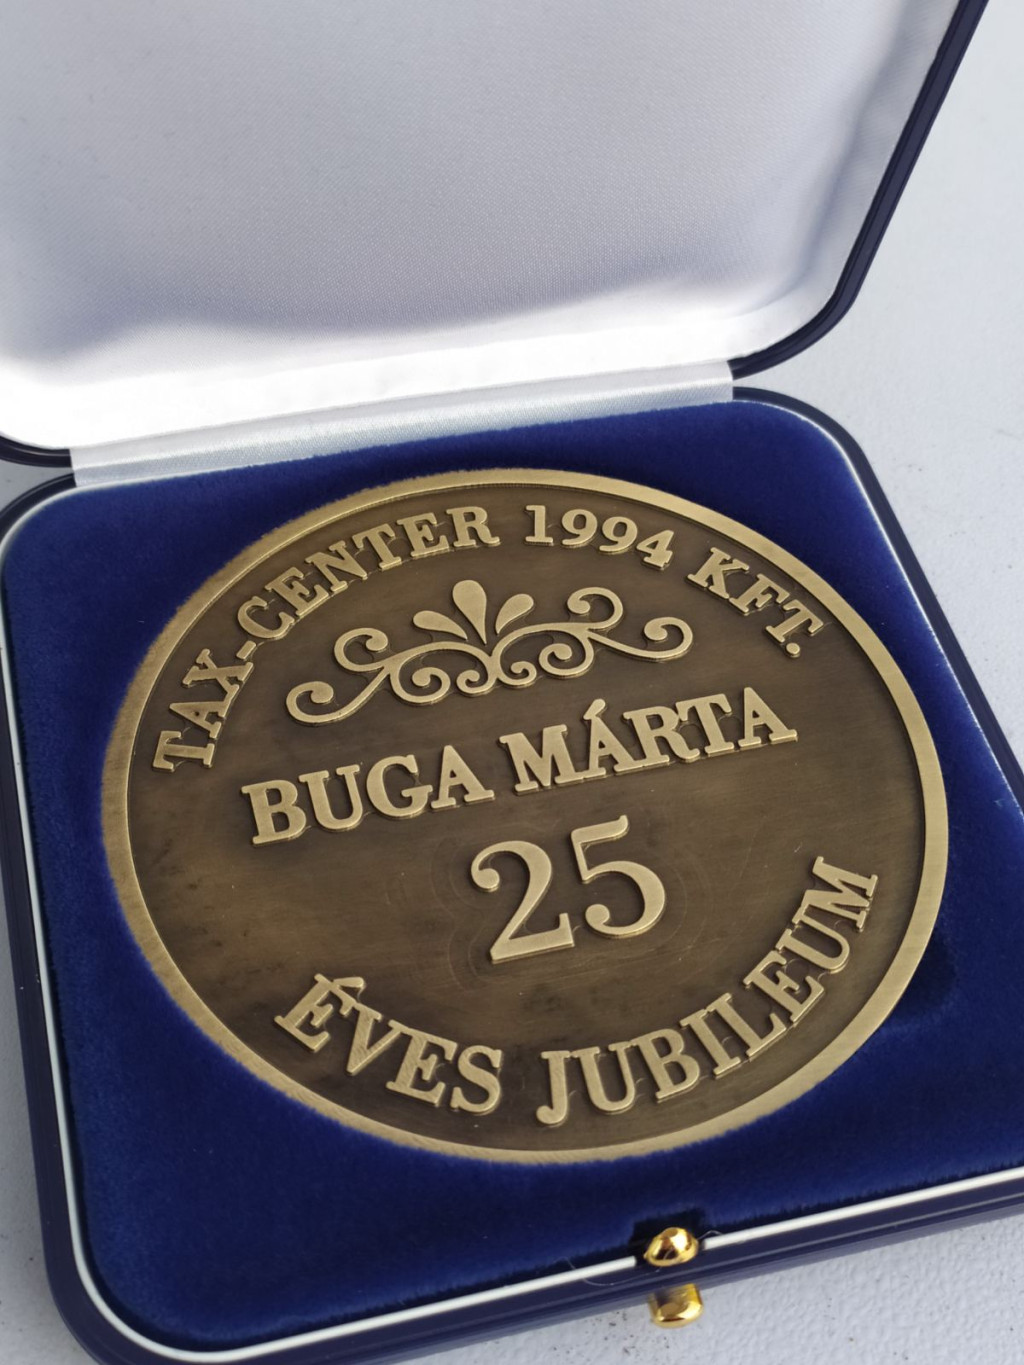 TAX-CENTER 1994 KFT.
BUGA MÁRTA
25
ÉVES JUBILEUM